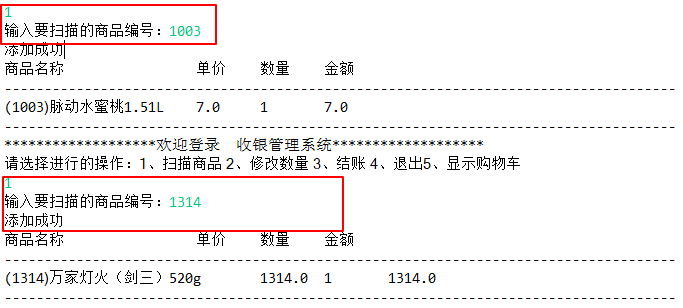 1
输入要扫描的商品编号：1003
添加成功
商品名称 单价 数量 金额
------------------------------------------------------------------------------------
(1003)脉动水蜜桃1.51L 7.0 1 7.0
------------------------------------------------------------------------------------
*******************欢迎登录 收银管理系统*******************
请选择进行的操作：1、扫描商品 2、修改数量 3、结账 4、退出5、显示购物车
1
输入要扫描的商品编号：1314
添加成功
商品名称 单价 数量 金额
------------------------------------------------------------------------------------
(1314)万家灯火（剑三）520g 1314.0 1 1314.0
------------------------------------------------------------------------------------